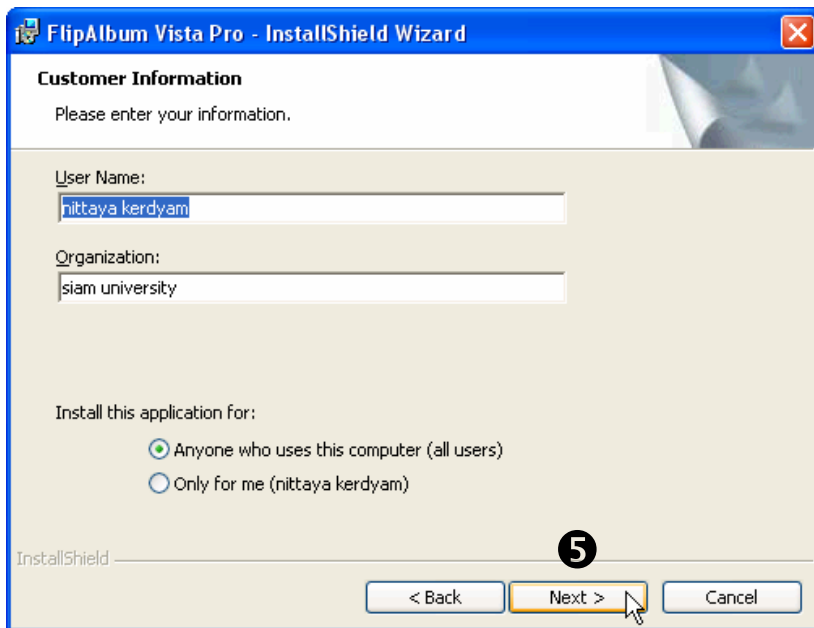 FlipAlbum Vista Pro - InstallShield Wizard
Customer Information
Please enter your information.
User Name:
nittaya kerdyam
Organization:
siam university
Install this application for:
Anyone who uses this computer (all users)
Only for me (nittaya kerdyam)
5
InstallShield
< Back Next > Cancel